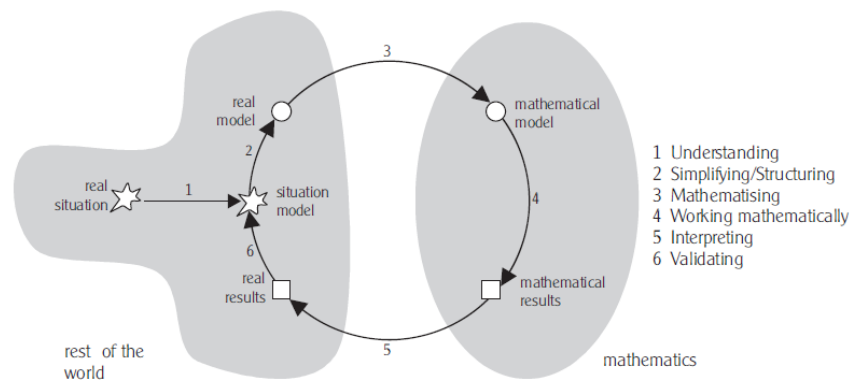 3
real
model
mathematical
model
2
real
situation
1
situation
model
4
6
real
results
mathematical
results
5
rest of the
world
mathematics
1 Understanding
2 Simplifying/Structuring
3 Mathematising
4 Working mathematically
5 Interpreting
6 Validating